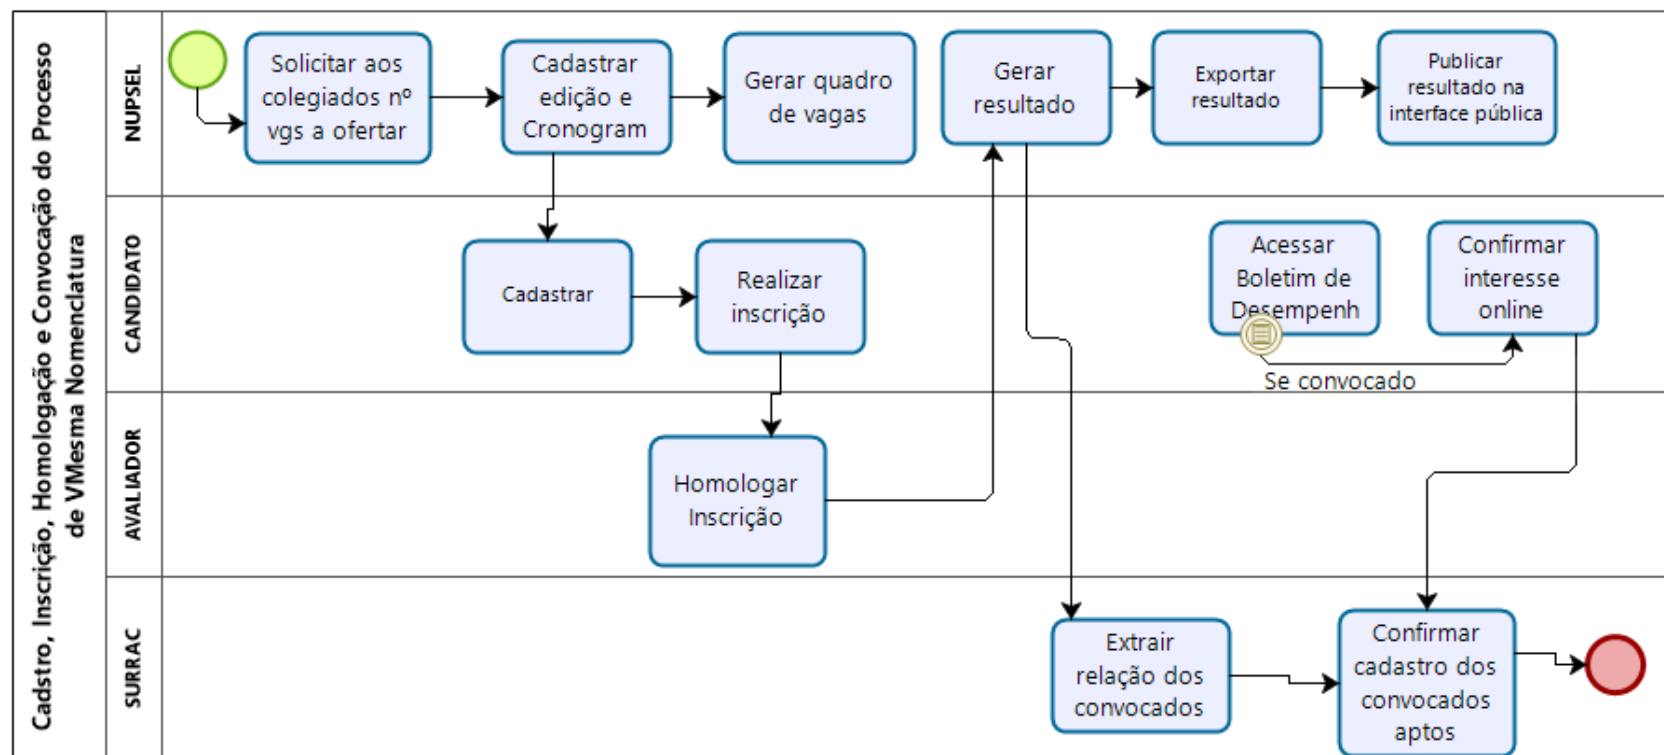 Cadstro, Inscrição, Homologação e Convocação do Processo
de VMesma Nomenclatura
NUPSEL
Solicitar aos
colegiados nº
vgs a ofertar
Cadastrar
edição e
Cronogram
Gerar quadro
de vagas
Gerar
resultado
Exportar
resultado
Publicar
resultado na
interface pública
CANDIDATO
Cadastrar
Realizar
inscrição
Acessar
Boletim de
Desempenh
Se convocado
Confirmar
interesse
online
AVALIADOR
Homologar
Inscrição
SURRAC
Extrair
relação dos
convocados
Confirmar
cadastro dos
convocados
aptos